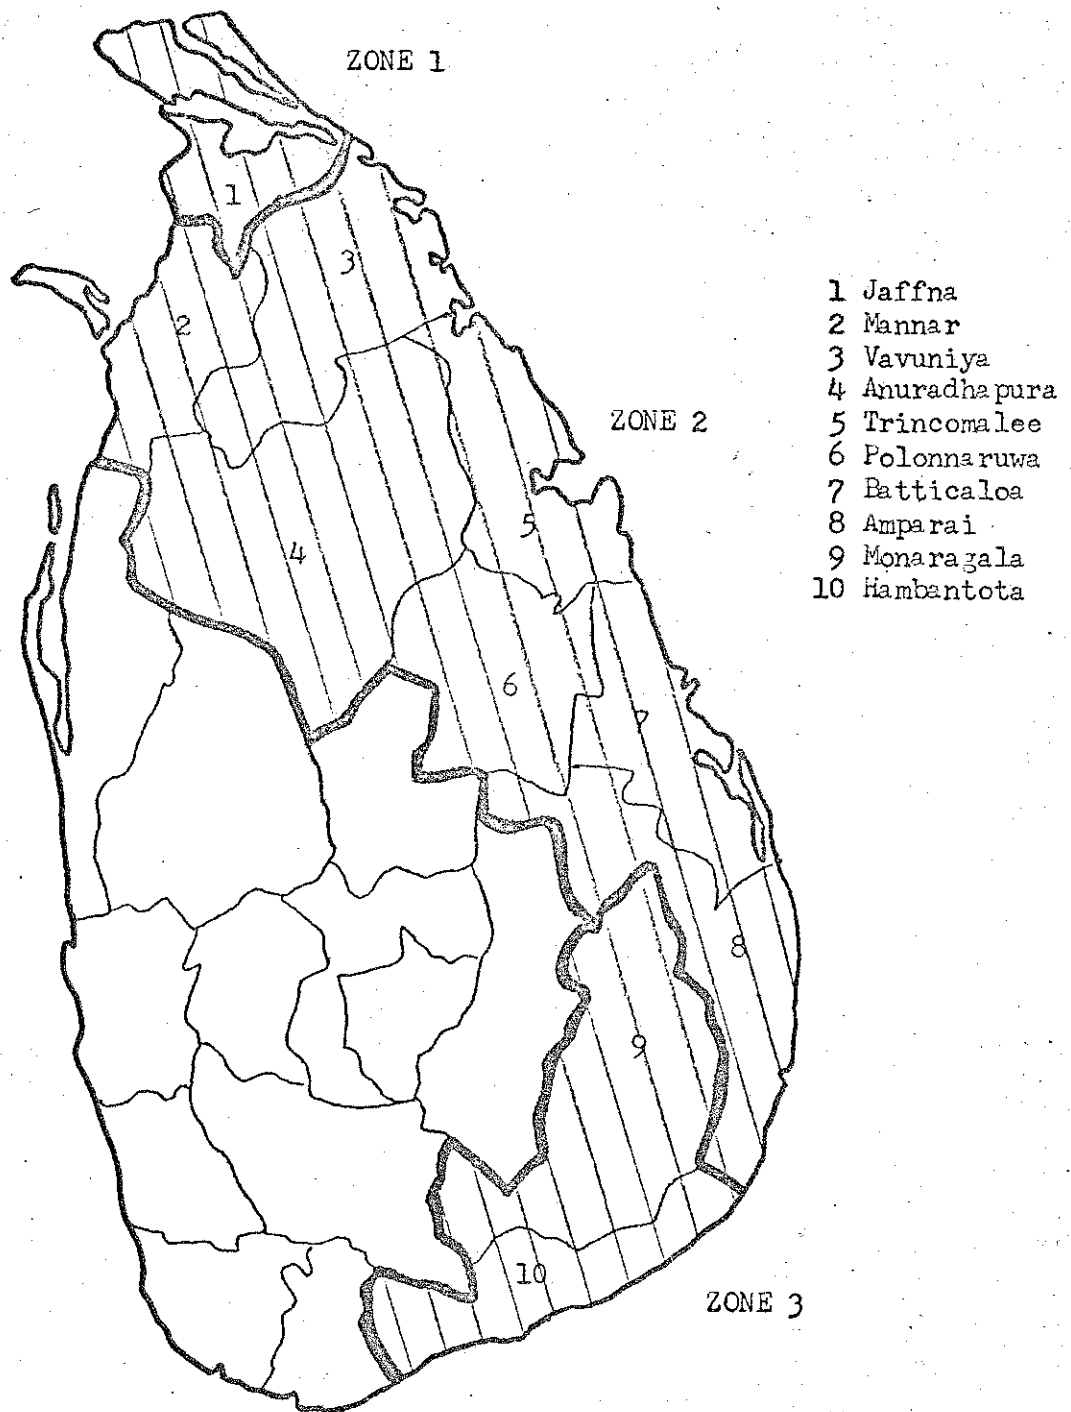 ZONE 1
1
3
2
1 Jaffna
2 Mannar
3 Vavuniya
4 Anuradhapura
5 Trincomalee
6 Polonnaruwa
7 Batticaloa
8 Amparai
9 Monaragala
10 Hambantota
ZONE 2
5
4
6
7
8
9
10
ZONE 3